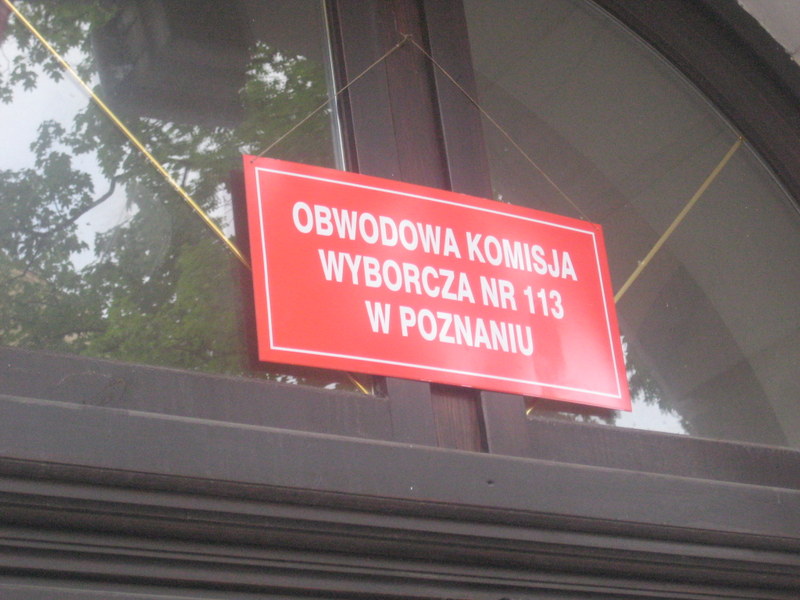 OBWODOWA KOMISJA
WYBORCZA NR 113
W POZNANIU